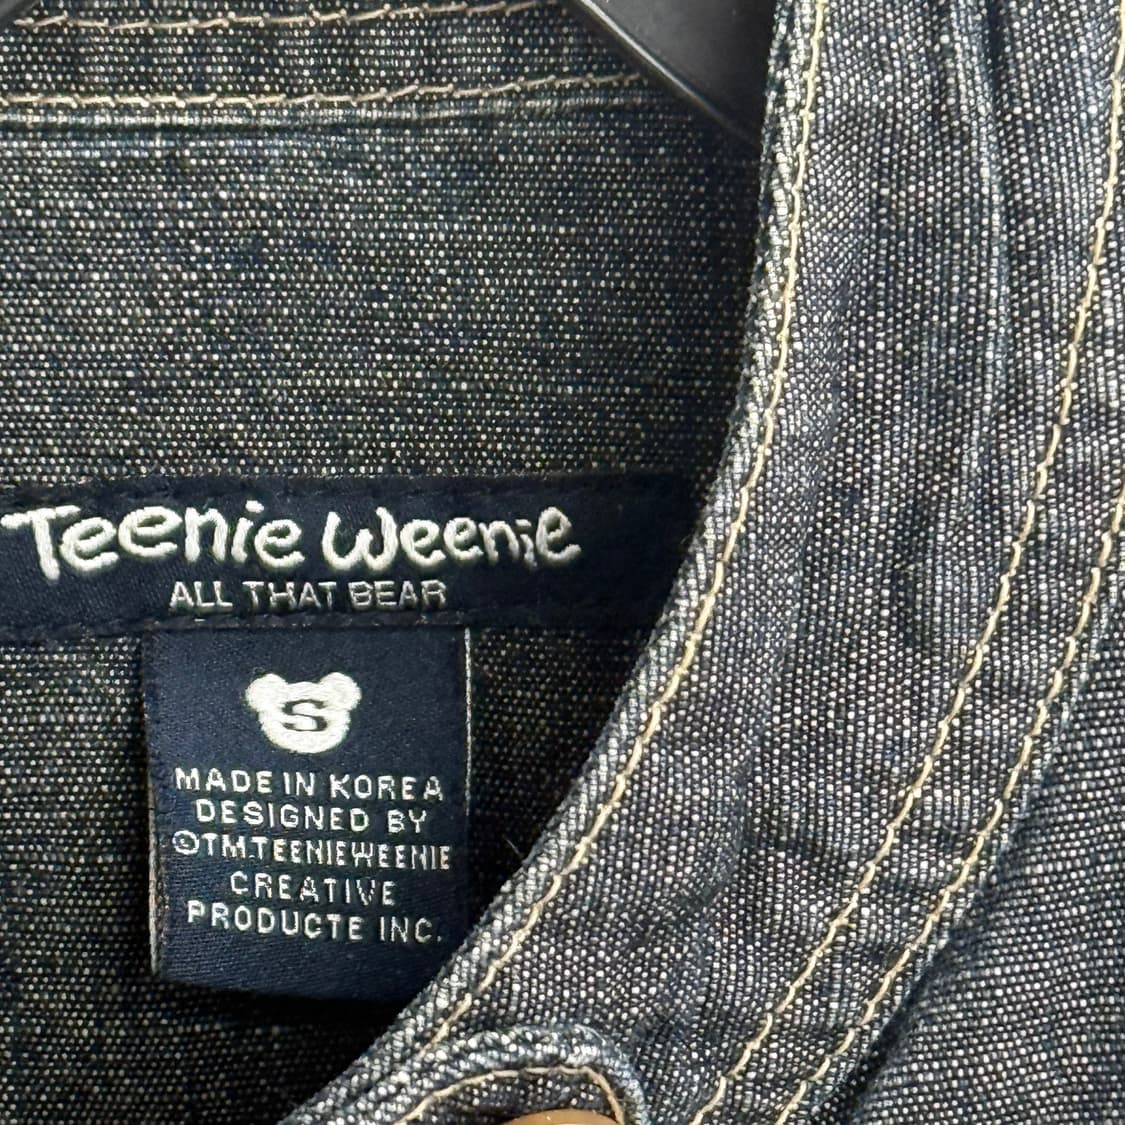 Teenie Weenie
ALL THAT BEAR
S
MADE IN KOREA
DESIGNED BY
©TM.TEENIEWEENIE
CREATIVE
PRODUCTE INC.